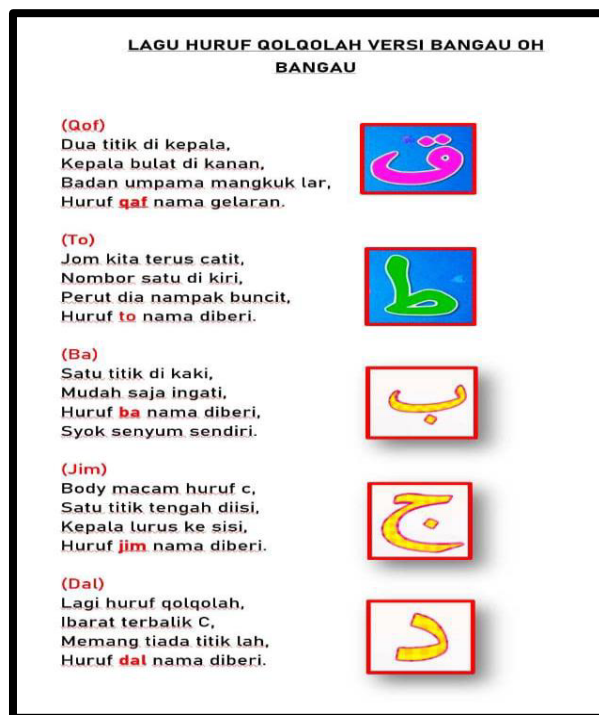 LAGU HURUF QOLQOLAH VERSI BANGAU OH
BANGAU
(Qof)
Dua titik di kepala,
Kepala bulat di kanan,
Badan umpama mangkuk lar,
Huruf qaf nama gelaran.
ق
(To)
Jom kita terus catit,
Nombor satu di kiri,
Perut dia nampak buncit,
Huruf to nama diberi.
ط
(Ba)
Satu titik di kaki,
Mudah saja ingati,
Huruf ba nama diberi,
Syok senyum sendiri.
ب
(Jim)
Body macam huruf c,
Satu titik tengah diisi,
Kepala lurus ke sisi,
Huruf jim nama diberi.
ج
(Dal)
Lagi huruf qolqolah,
Ibarat terbalik C,
Memang tiada titik lah,
Huruf dal nama diberi.
د